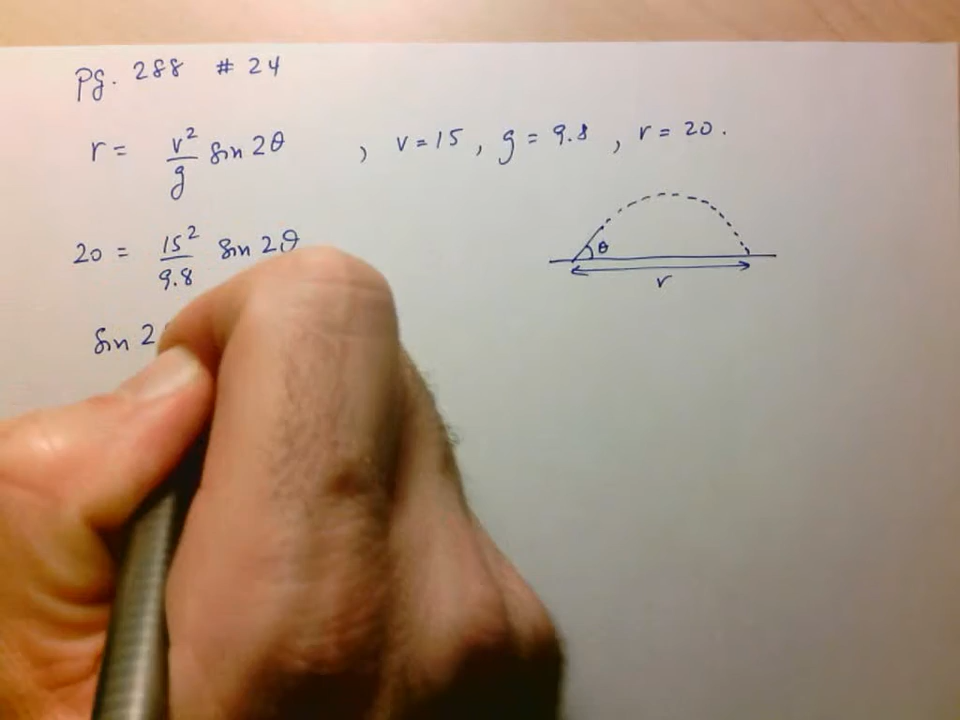 pg. 288 # 24
r = v²/g sin 2θ , v = 15 , g = 9.8 , r = 20.
20 = 15²/9.8 sin 2θ
θ
r
sin 2